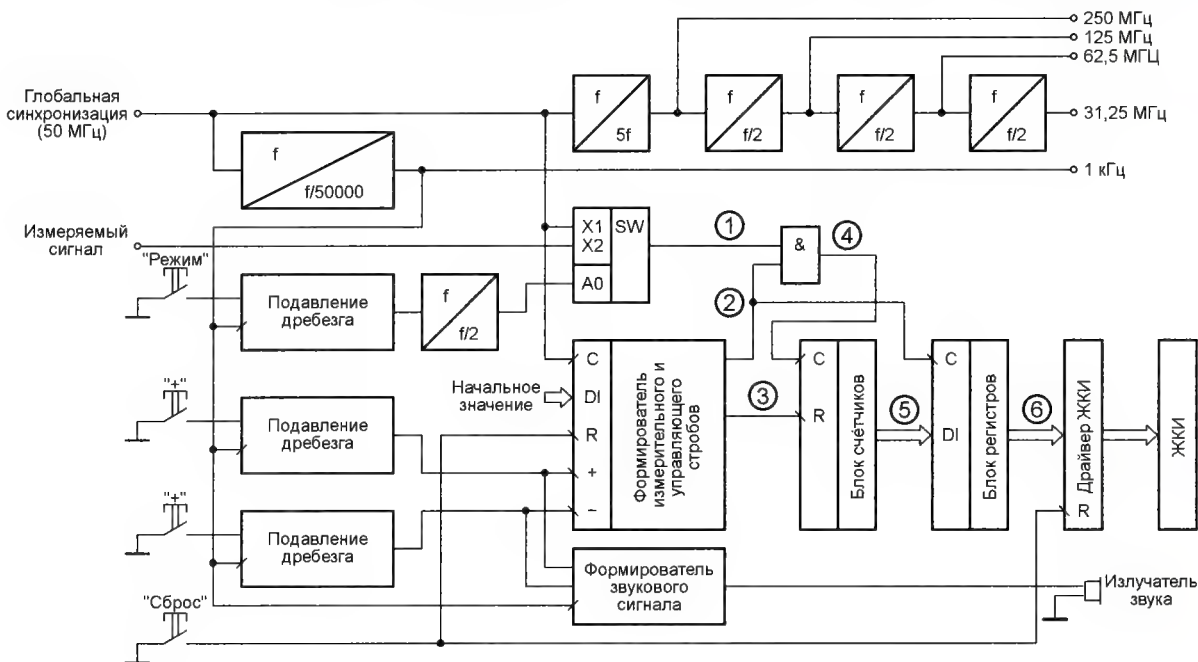 250 МГц
125 МГц
62,5 МГЦ
Глобальная
синхронизация
(50 МГц)
f
5f
f
f/2
f
f/2
f
f/2
31,25 МГц
f
f/50000
1 кГц
Измеряемый
сигнал
X1
X2
A0
SW
1
&
4
"Режим"
Подавление
дребезга
f
f/2
2
Начальное
значение
C
DI
R
+
−
Формирователь
измерительного и
управляющего
стробов
3
C
R
Блок счётчиков
5
C
DI
Блок регистров
6
Драйвер ЖКИ
R
ЖКИ
"+"
Подавление
дребезга
"+"
Подавление
дребезга
Формирователь
звукового
сигнала
Излучатель
звука
"Сброс"